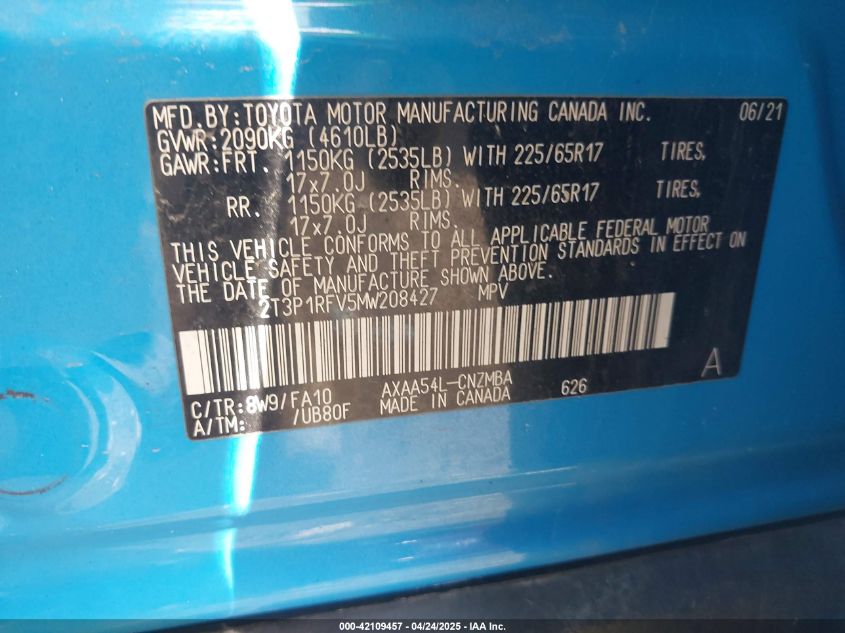 MFD. BY: TOYOTA MOTOR MANUFACTURING CANADA INC. 06/21
GVWR: 2090KG (4610LB)
GAWR: FRT. 1150KG (2535LB) WITH 225/65R17 TIRES,
17x7.0J RIMS.
RR. 1150KG (2535LB) WITH 225/65R17 TIRES,
17x7.0J RIMS.
THIS VEHICLE CONFORMS TO ALL APPLICABLE FEDERAL MOTOR
VEHICLE SAFETY AND THEFT PREVENTION STANDARDS IN EFFECT ON
THE DATE OF MANUFACTURE SHOWN ABOVE.
2T3P1RFV5MW208427 MPV
A
C/TR: 8W9/FA10 AXAA54L-CNZMBA
A/TM: /UB80F MADE IN CANADA 626
000-42109457 - 04/24/2025 - IAA Inc.